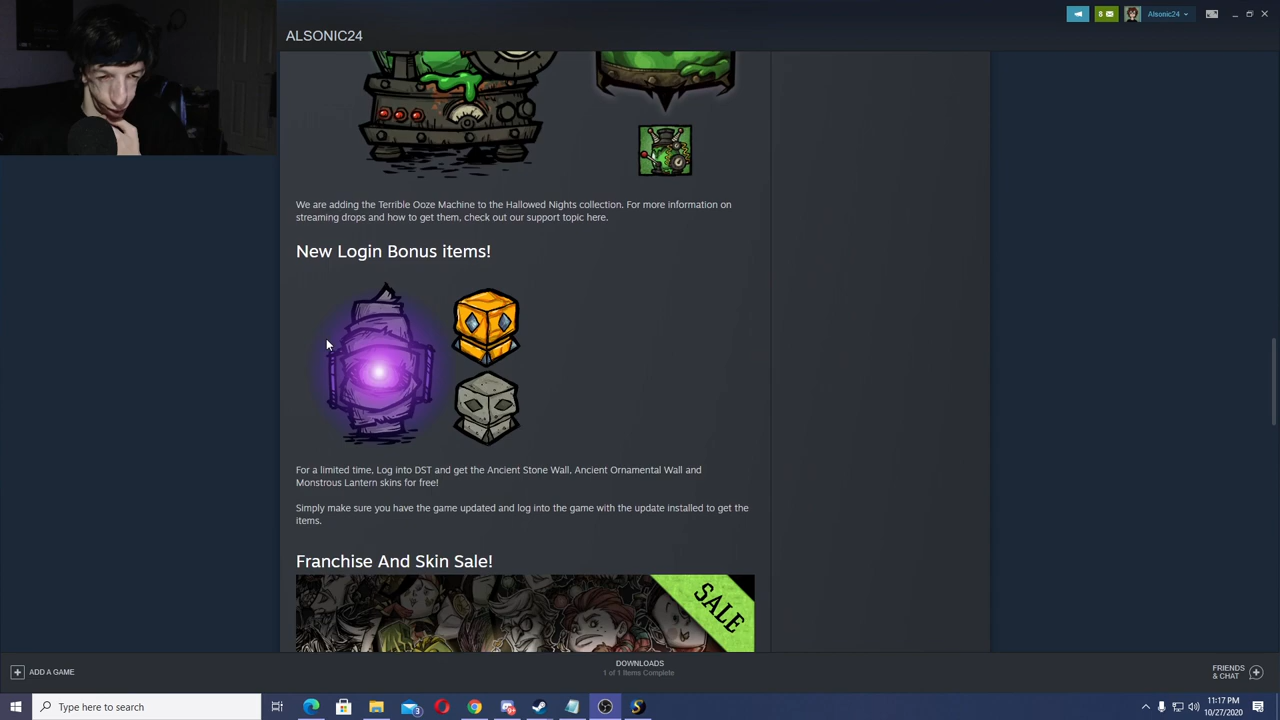 8
Alsonic24
ALSONIC24
We are adding the Terrible Ooze Machine to the Hallowed Nights collection. For more information on
streaming drops and how to get them, check out our support topic here.
New Login Bonus items!
For a limited time, Log into DST and get the Ancient Stone Wall, Ancient Ornamental Wall and
Monstrous Lantern skins for free!
Simply make sure you have the game updated and log into the game with the update installed to get the
items.
Franchise And Skin Sale!
SALE
ADD A GAME
DOWNLOADS
1 of 1 Items Complete
FRIENDS
& CHAT
Type here to search
3
11:17 PM
10/27/2020